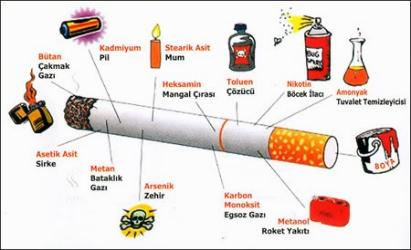 Bütan
Çakmak
Gazı
Kadmiyum
Pil
Stearik Asit
Mum
Heksamin
Mangal Çırası
Toluen
Çözücü
BUG
Nikotin
Böcek İlacı
Amonyak
Tuvalet Temizleyicisi
Asetik Asit
Sirke
Metan
Bataklık
Gazı
Arsenik
Zehir
Karbon
Monoksit
Egsoz Gazı
Metanol
Roket Yakıtı
BOYA